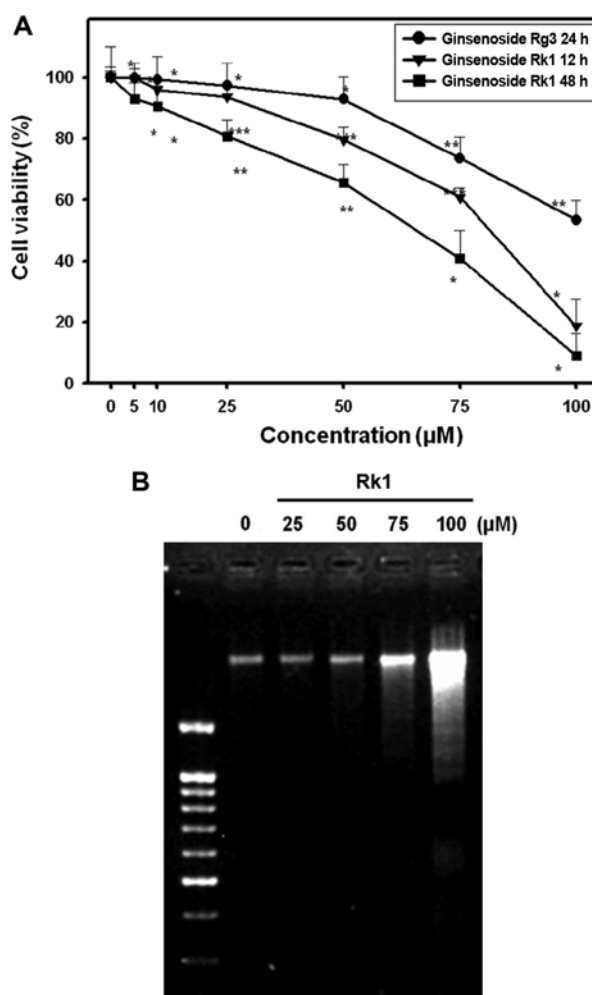 A
Ginsenoside Rg3 24 h
Ginsenoside Rk1 12 h
Ginsenoside Rk1 48 h
Cell viability (%)
100
80
60
40
20
0
* * * * ** **
*** *** *** *
* * ** ** * *
0 5 10 25 50 75 100
Concentration (µM)
B
Rk1
0 25 50 75 100 (µM)